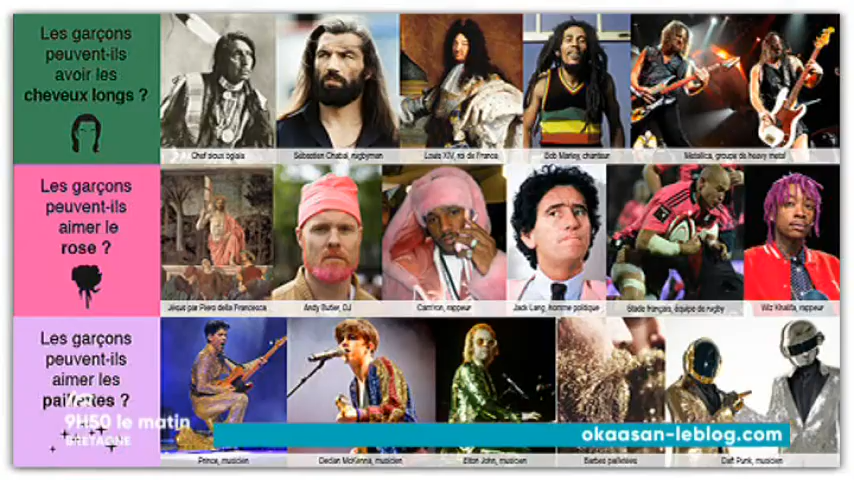 Les garçons
peuvent-ils
avoir les
cheveux longs ?
Chef sioux oglala
Sébastien Chabal, rugbyman
Louis XIV, roi de France
Bob Marley, chanteur
Metallica, groupe de heavy metal
Les garçons
peuvent-ils
aimer le
rose ?
Jésus par Piero della Francesca
Andy Butler, DJ
Cam'ron, rappeur
Jack Lang, homme politique
Stade français, équipe de rugby
Wiz Khalifa, rappeur
Les garçons
peuvent-ils
aimer les
paillettes ?
9H50 le matin
BRETAGNE
okaasan-leblog.com
Prince, musicien
Declan McKenna, musicien
Elton John, musicien
Barbes pailletées
Daft Punk, musiciens